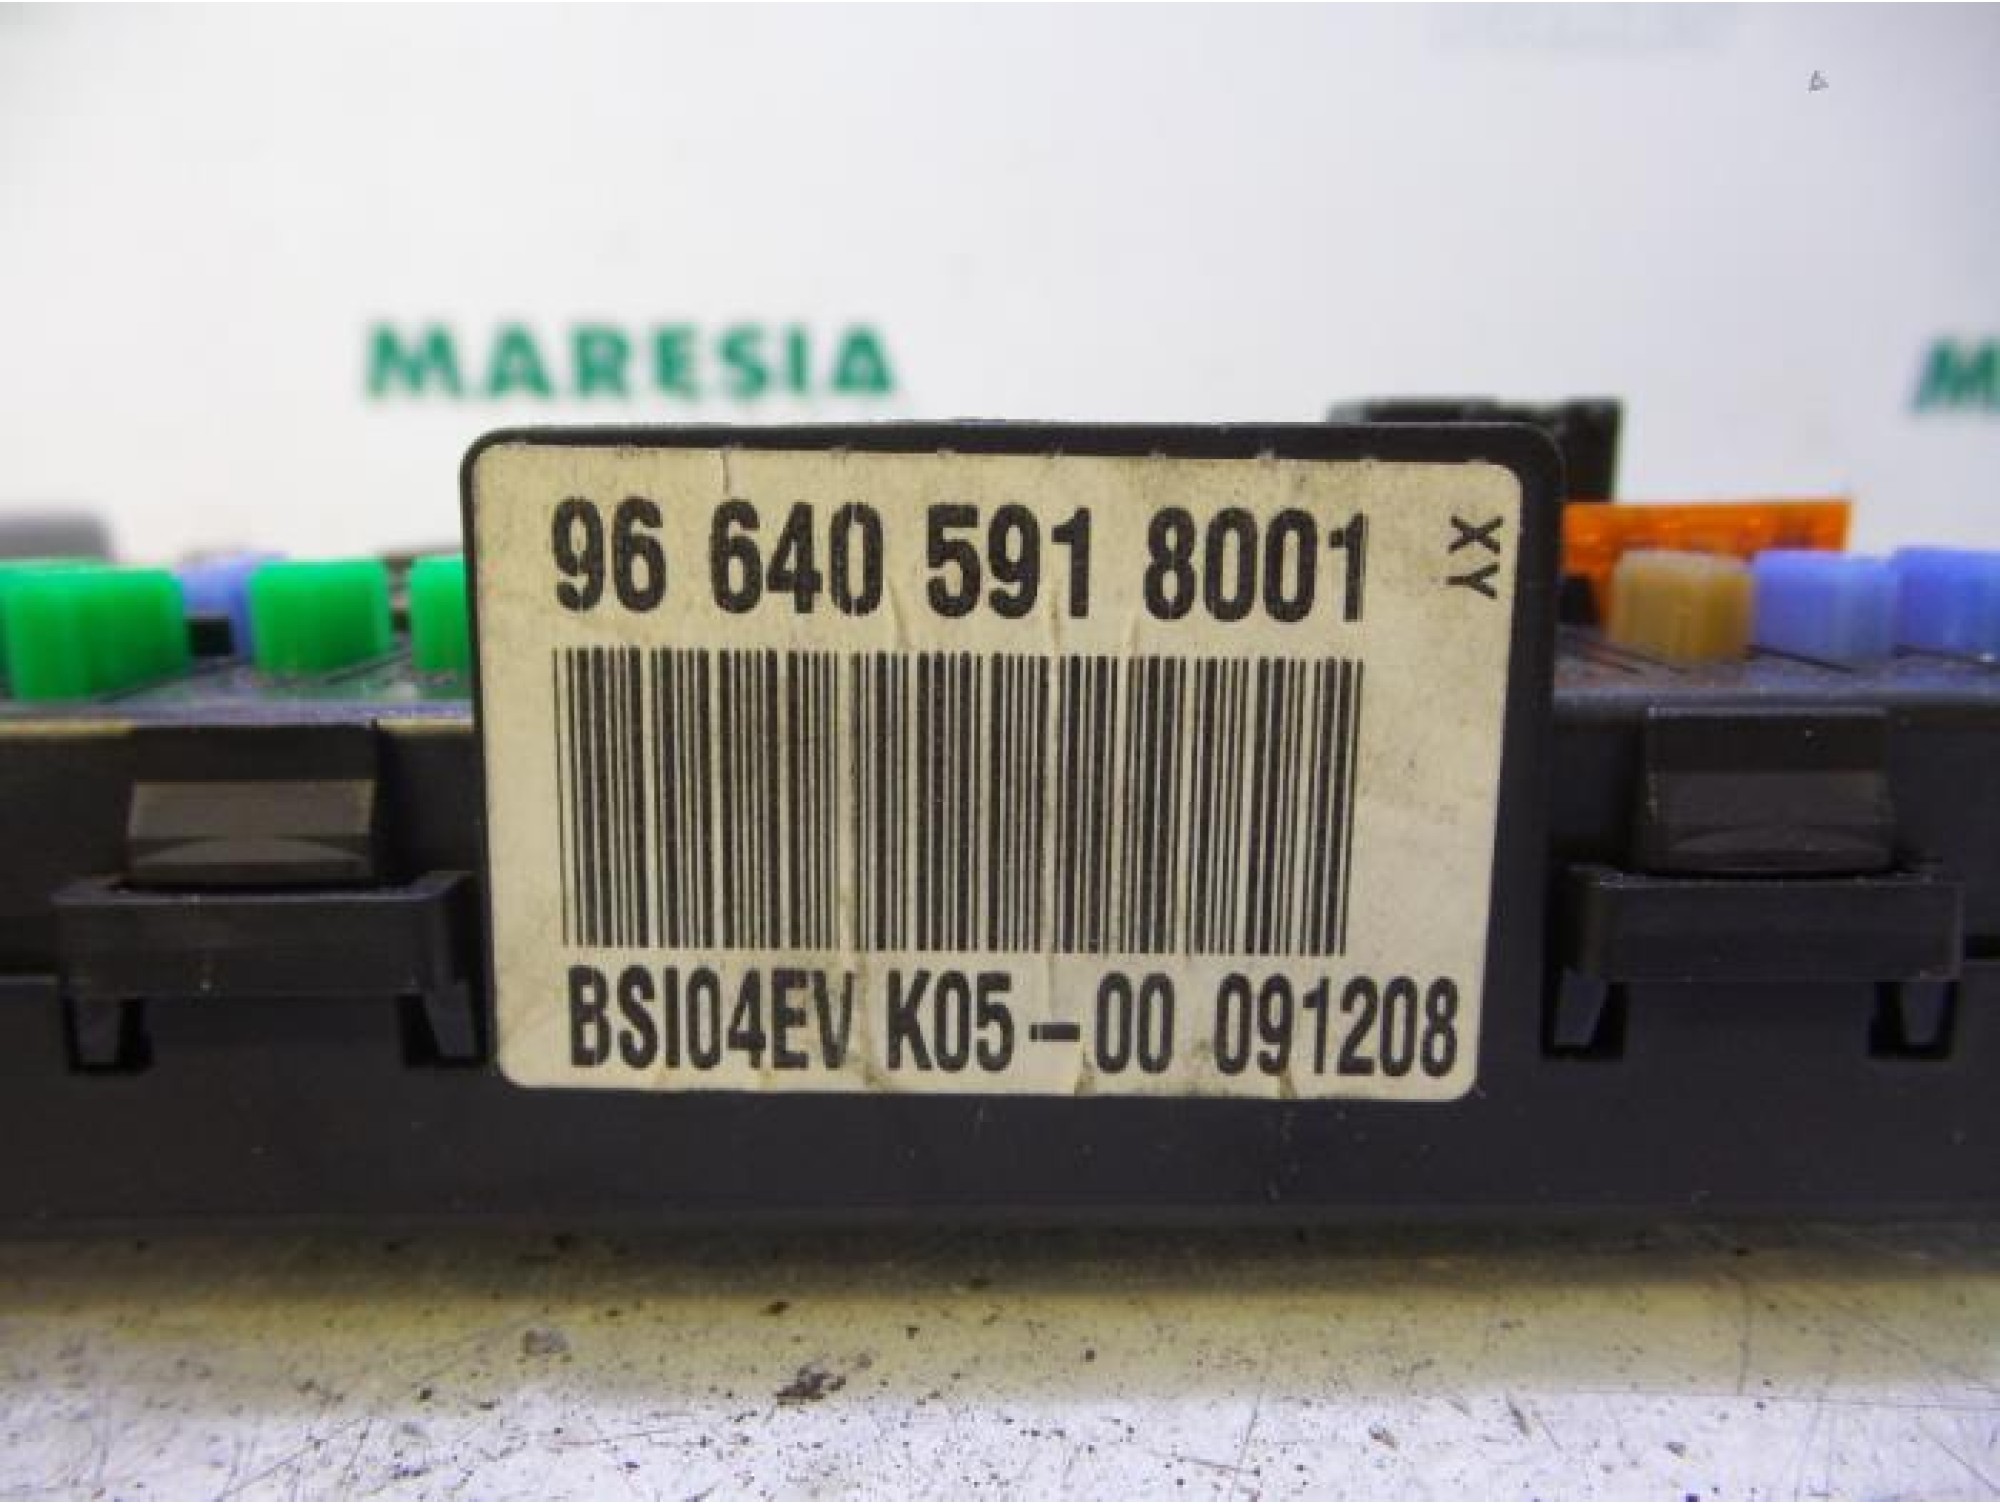 MARESIA
M
96 640 591 8001
XY
BSI04EV K05-00 091208